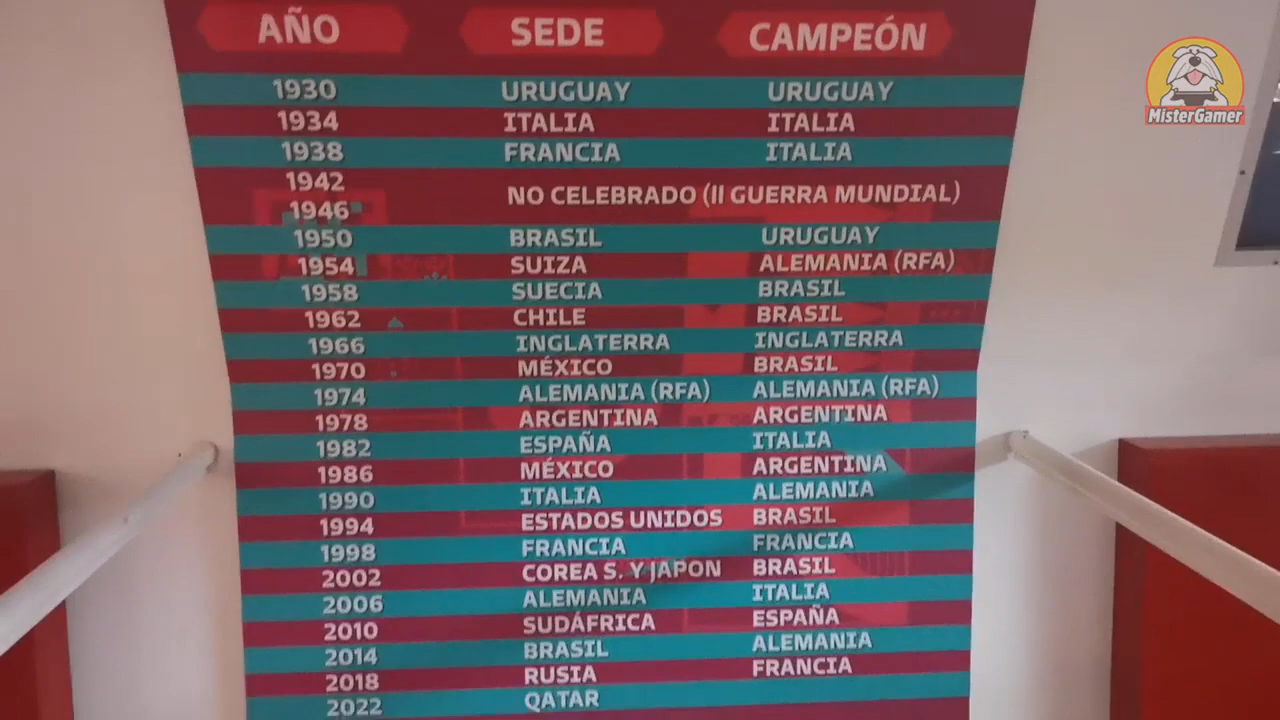 AÑO SEDE CAMPEÓN
1930 URUGUAY URUGUAY
1934 ITALIA ITALIA
1938 FRANCIA ITALIA
1942
NO CELEBRADO (II GUERRA MUNDIAL)
1946
1950 BRASIL URUGUAY
1954 SUIZA ALEMANIA (RFA)
1958 SUECIA BRASIL
1962 CHILE BRASIL
1966 INGLATERRA INGLATERRA
1970 MÉXICO BRASIL
1974 ALEMANIA (RFA) ALEMANIA (RFA)
1978 ARGENTINA ARGENTINA
1982 ESPAÑA ITALIA
1986 MÉXICO ARGENTINA
1990 ITALIA ALEMANIA
1994 ESTADOS UNIDOS BRASIL
1998 FRANCIA FRANCIA
2002 COREA S. Y JAPON BRASIL
2006 ALEMANIA ITALIA
2010 SUDÁFRICA ESPAÑA
2014 BRASIL ALEMANIA
2018 RUSIA FRANCIA
2022 QATAR
MisterGamer